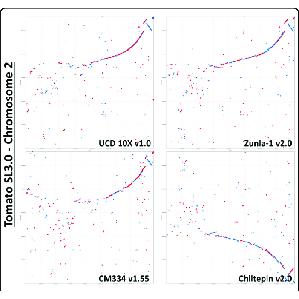 Tomato SL3.0 - Chromosome 2
UCD 10X v1.0
Zunla-1 v2.0
CM334 v1.55
Chiltepin v2.0